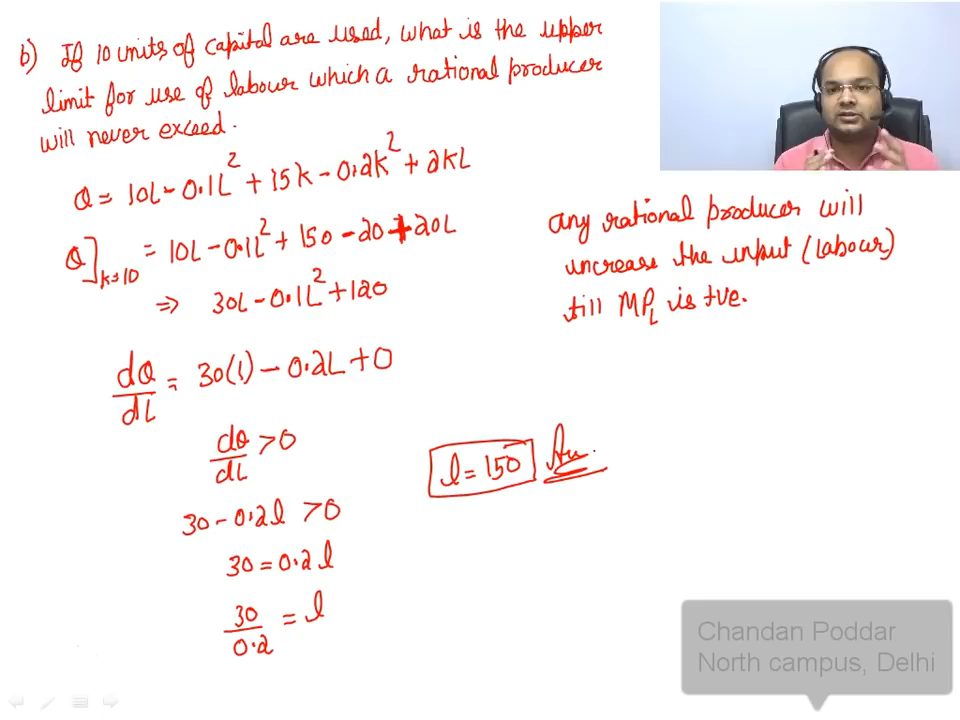 b) If 10 units of capital are used, what is the upper
limit for use of labour which a rational producer
will never exceed.
Q = 10L - 0.1L² + 15K - 0.2K² + 2KL
Q]ₖ₌₁₀ = 10L - 0.1L² + 150 - 20 + 20L
⇒ 30L - 0.1L² + 120
dQ/dL = 30(1) - 0.2L + 0
dQ/dL > 0
30 - 0.2l > 0
30 = 0.2 l
30/0.2 = l
any rational producer will
increase the input (labour)
till MP_L is +ve.
l = 150 Ans.
Chandan Poddar
North campus, Delhi